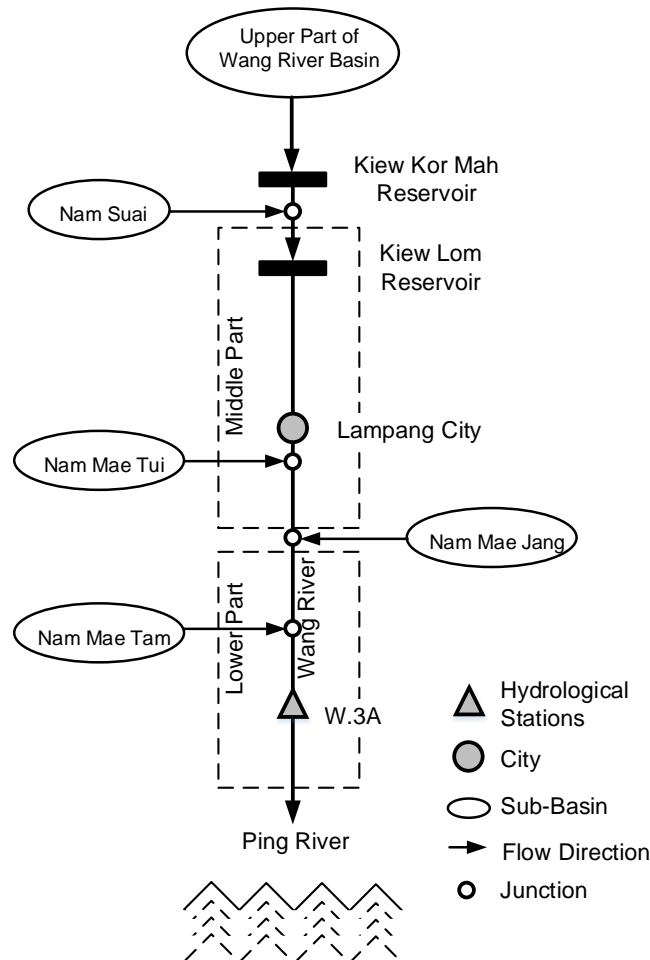 Upper Part of
Wang River Basin
Kiew Kor Mah
Reservoir
Nam Suai
Kiew Lom
Reservoir
Middle Part
Lampang City
Nam Mae Tui
Nam Mae Jang
Lower Part
Wang River
Nam Mae Tam
W.3A
Hydrological
Stations
City
Sub-Basin
Flow Direction
Junction
Ping River